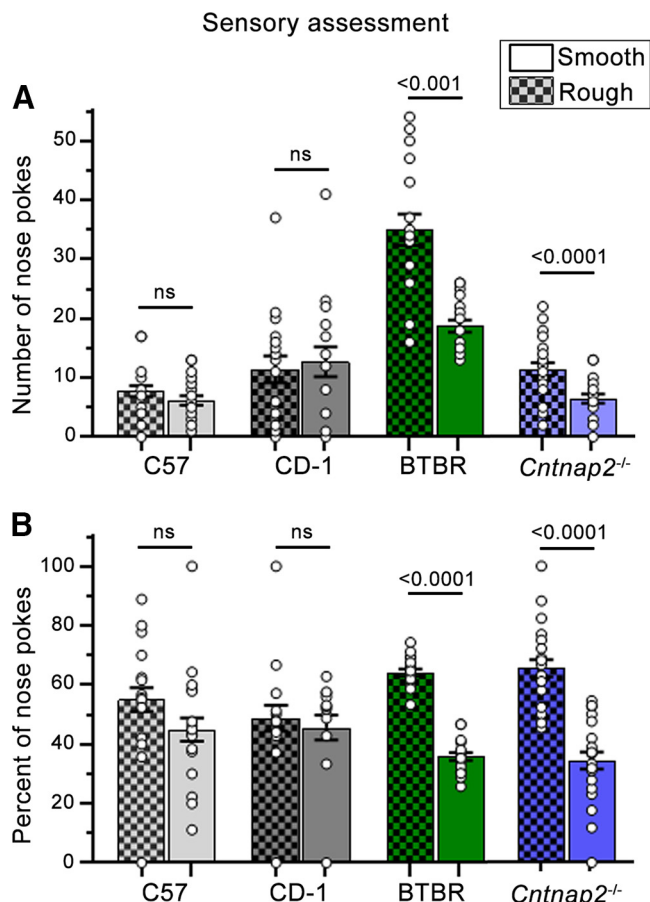 Sensory assessment
Smooth
Rough
A
Number of nose pokes
50
40
30
20
10
0
ns
ns
<0.001
<0.0001
C57
CD-1
BTBR
Cntnap2-/-
B
Percent of nose pokes
100
80
60
40
20
0
ns
ns
<0.0001
<0.0001
C57
CD-1
BTBR
Cntnap2-/-